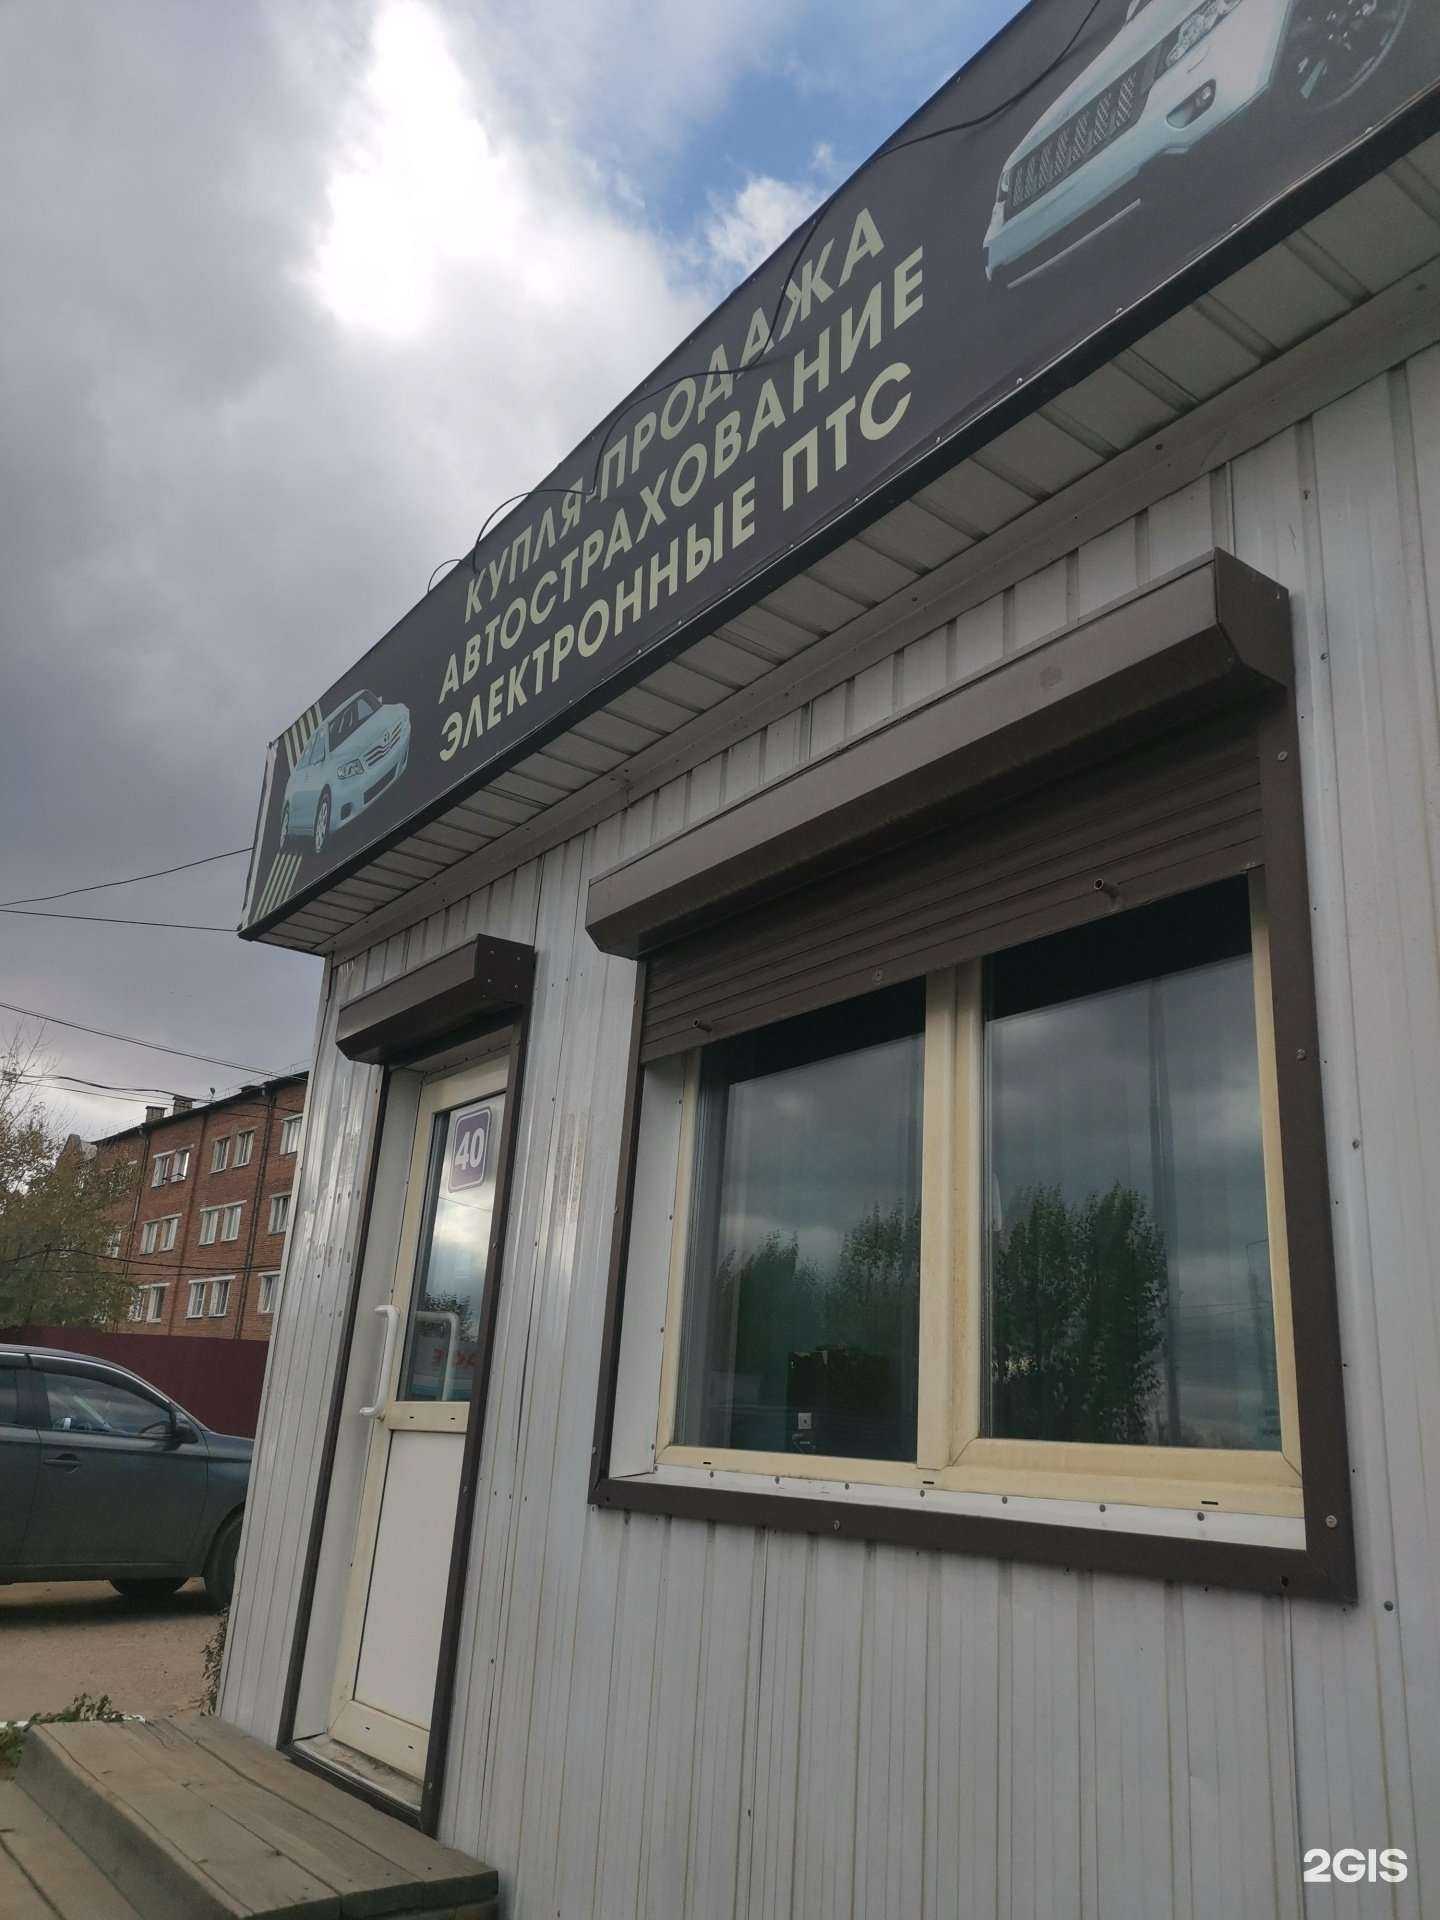 КУПЛЯ-ПРОДАЖА
АВТОСТРАХОВАНИЕ
ЭЛЕКТРОННЫЕ ПТС
40
2GIS